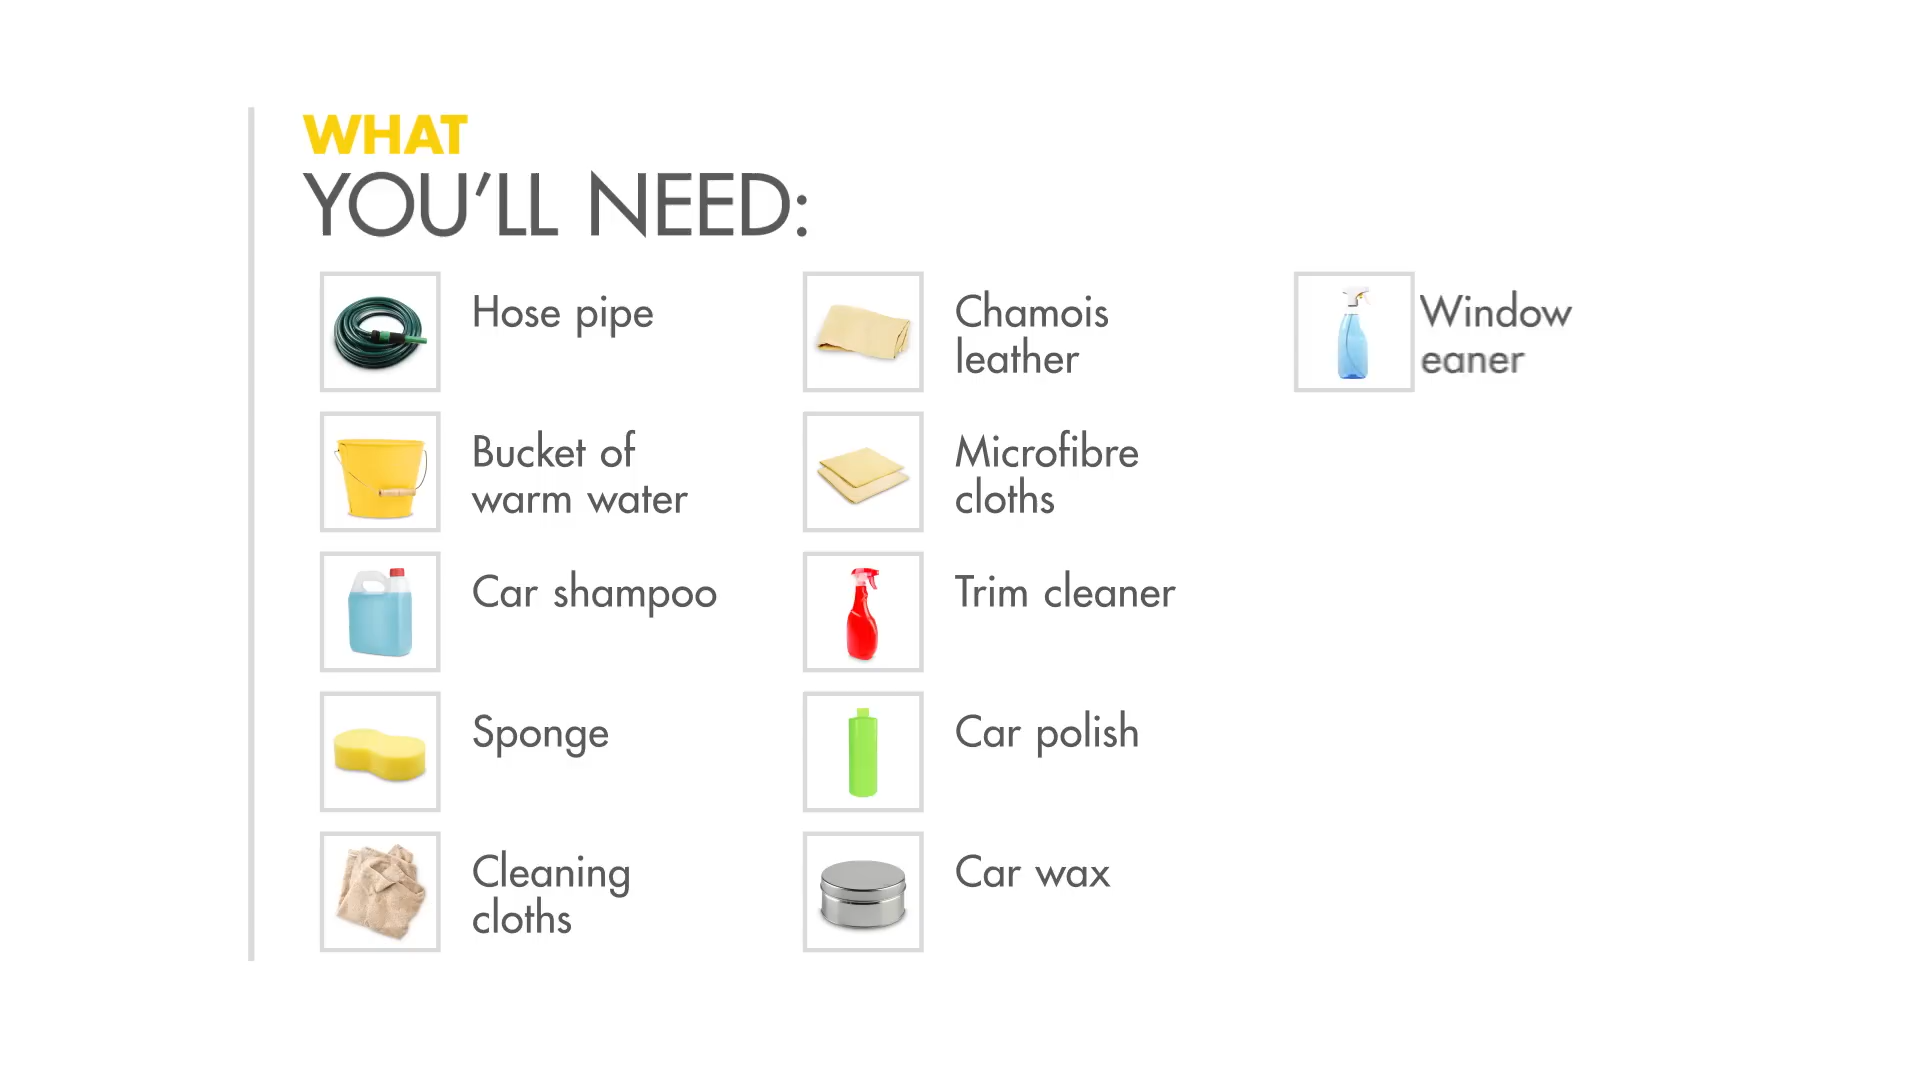 WHAT
YOU'LL NEED:
Hose pipe
Bucket of
warm water
Car shampoo
Sponge
Cleaning
cloths
Chamois
leather
Microfibre
cloths
Trim cleaner
Car polish
Car wax
Window
eaner